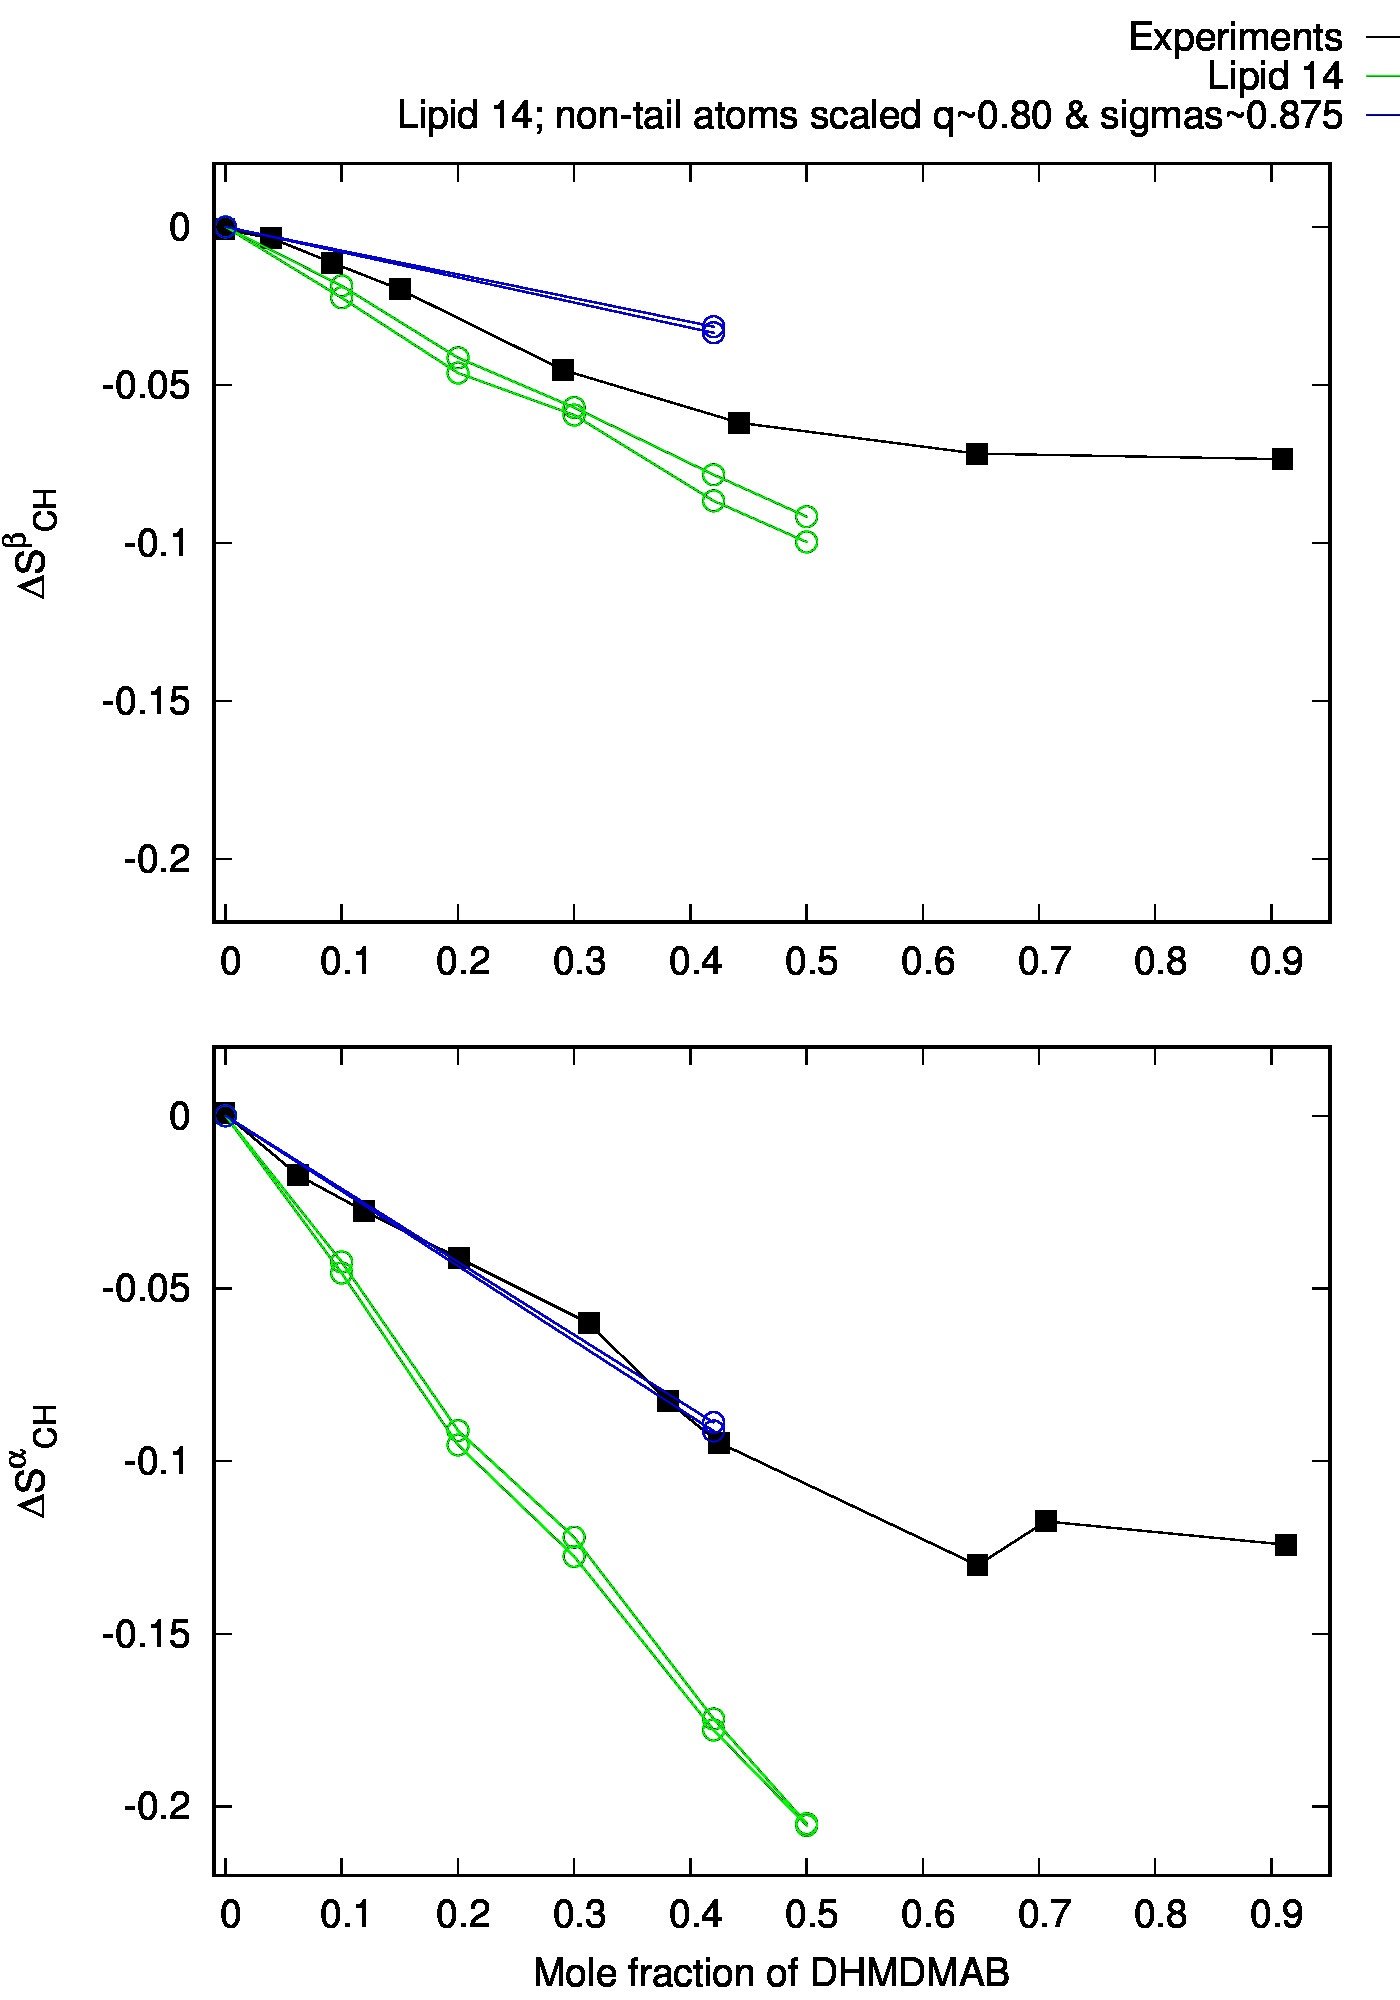 Experiments
Lipid 14
Lipid 14; non-tail atoms scaled q~0.80 & sigmas~0.875
0
-0.05
-0.1
-0.15
-0.2
ΔSβCH
0 0.1 0.2 0.3 0.4 0.5 0.6 0.7 0.8 0.9
0
-0.05
-0.1
-0.15
-0.2
ΔSαCH
0 0.1 0.2 0.3 0.4 0.5 0.6 0.7 0.8 0.9
Mole fraction of DHMDMAB